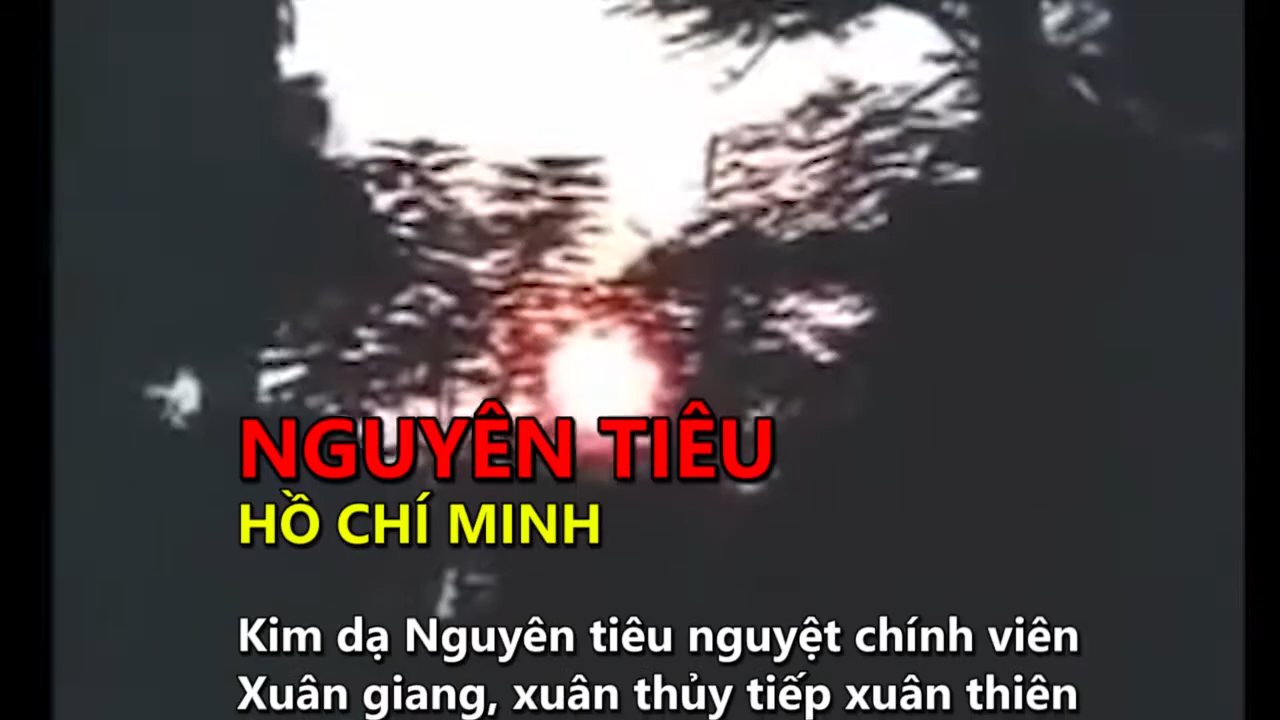 NGUYÊN TIÊU
HỒ CHÍ MINH
Kim dạ Nguyên tiêu nguyệt chính viên
Xuân giang, xuân thủy tiếp xuân thiên